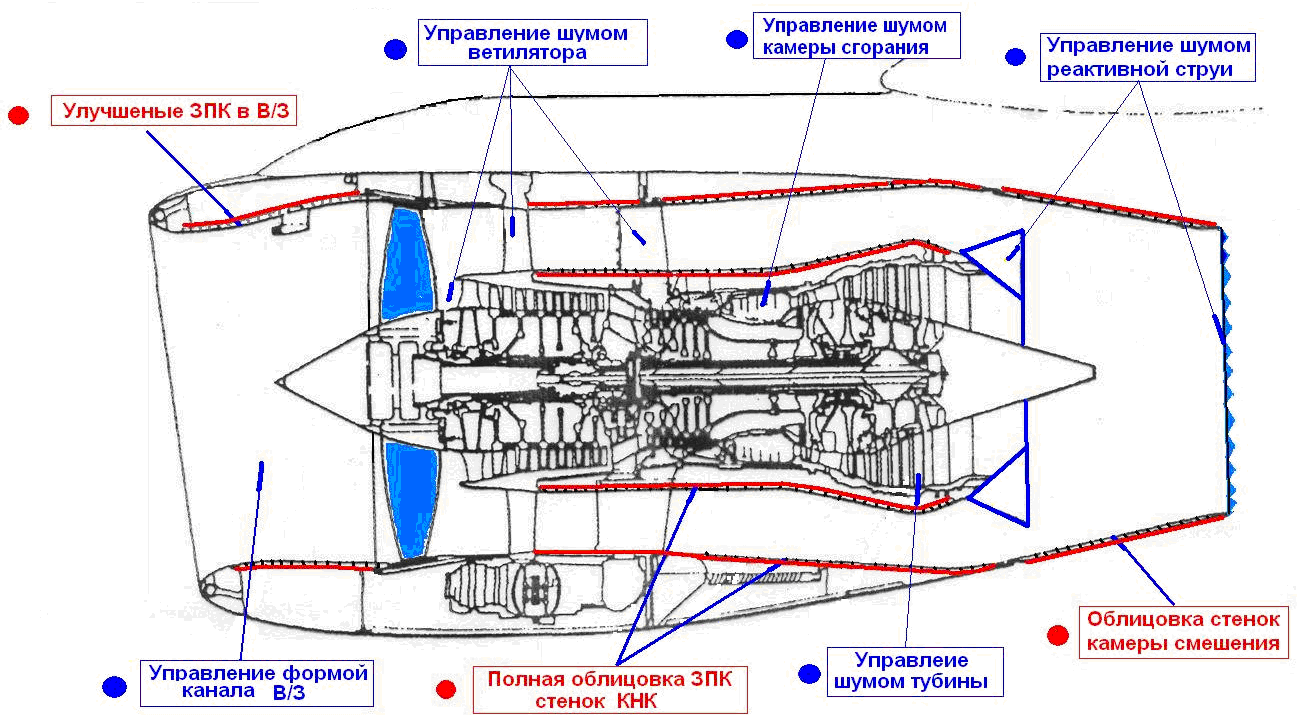 Управление шумом
ветилятора
Управление шумом
камеры сгорания
Управление шумом
реактивной струи
Улучшеные ЗПК в В/З
Управление формой
канала В/З
Полная облицовка ЗПК
стенок КНК
Управлеие
шумом тубины
Облицовка стенок
камеры смешения